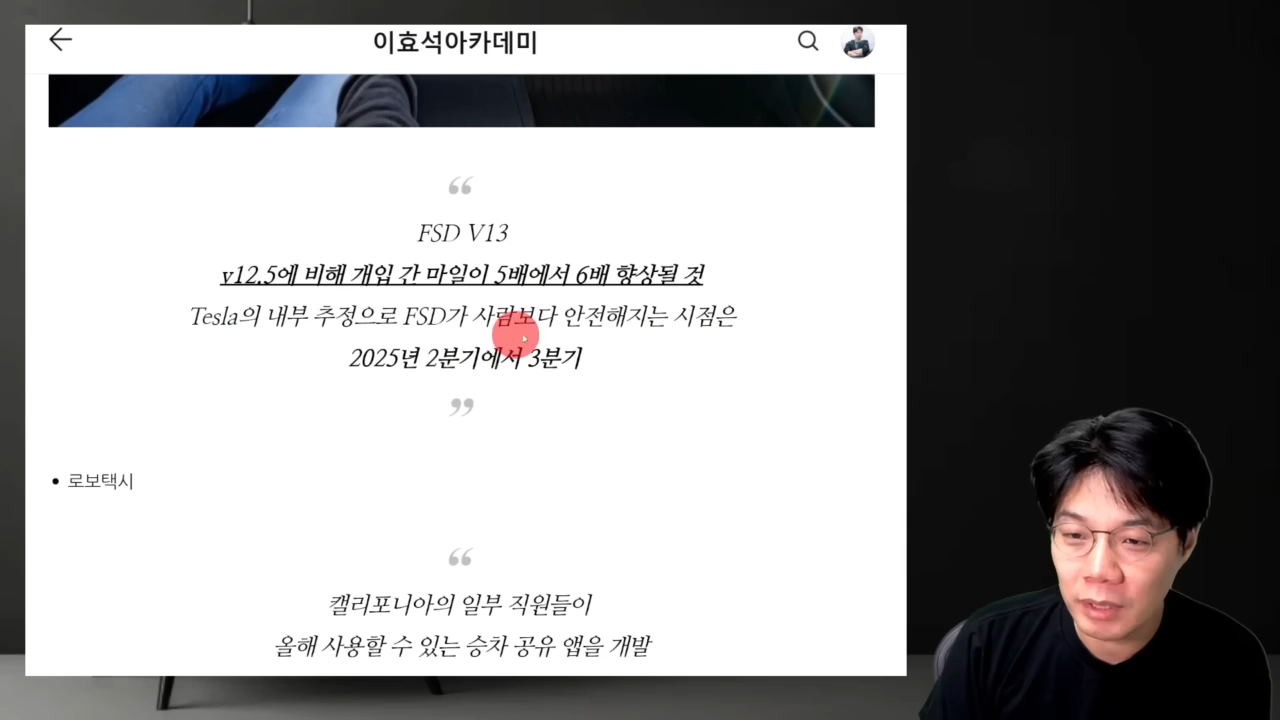 이효석아카데미
“
FSD V13
v12.5에 비해 개입 간 마일이 5배에서 6배 향상될 것
Tesla의 내부 추정으로 FSD가 사람보다 안전해지는 시점은
2025년 2분기에서 3분기
”
• 로보택시
“
캘리포니아의 일부 직원들이
올해 사용할 수 있는 승차 공유 앱을 개발